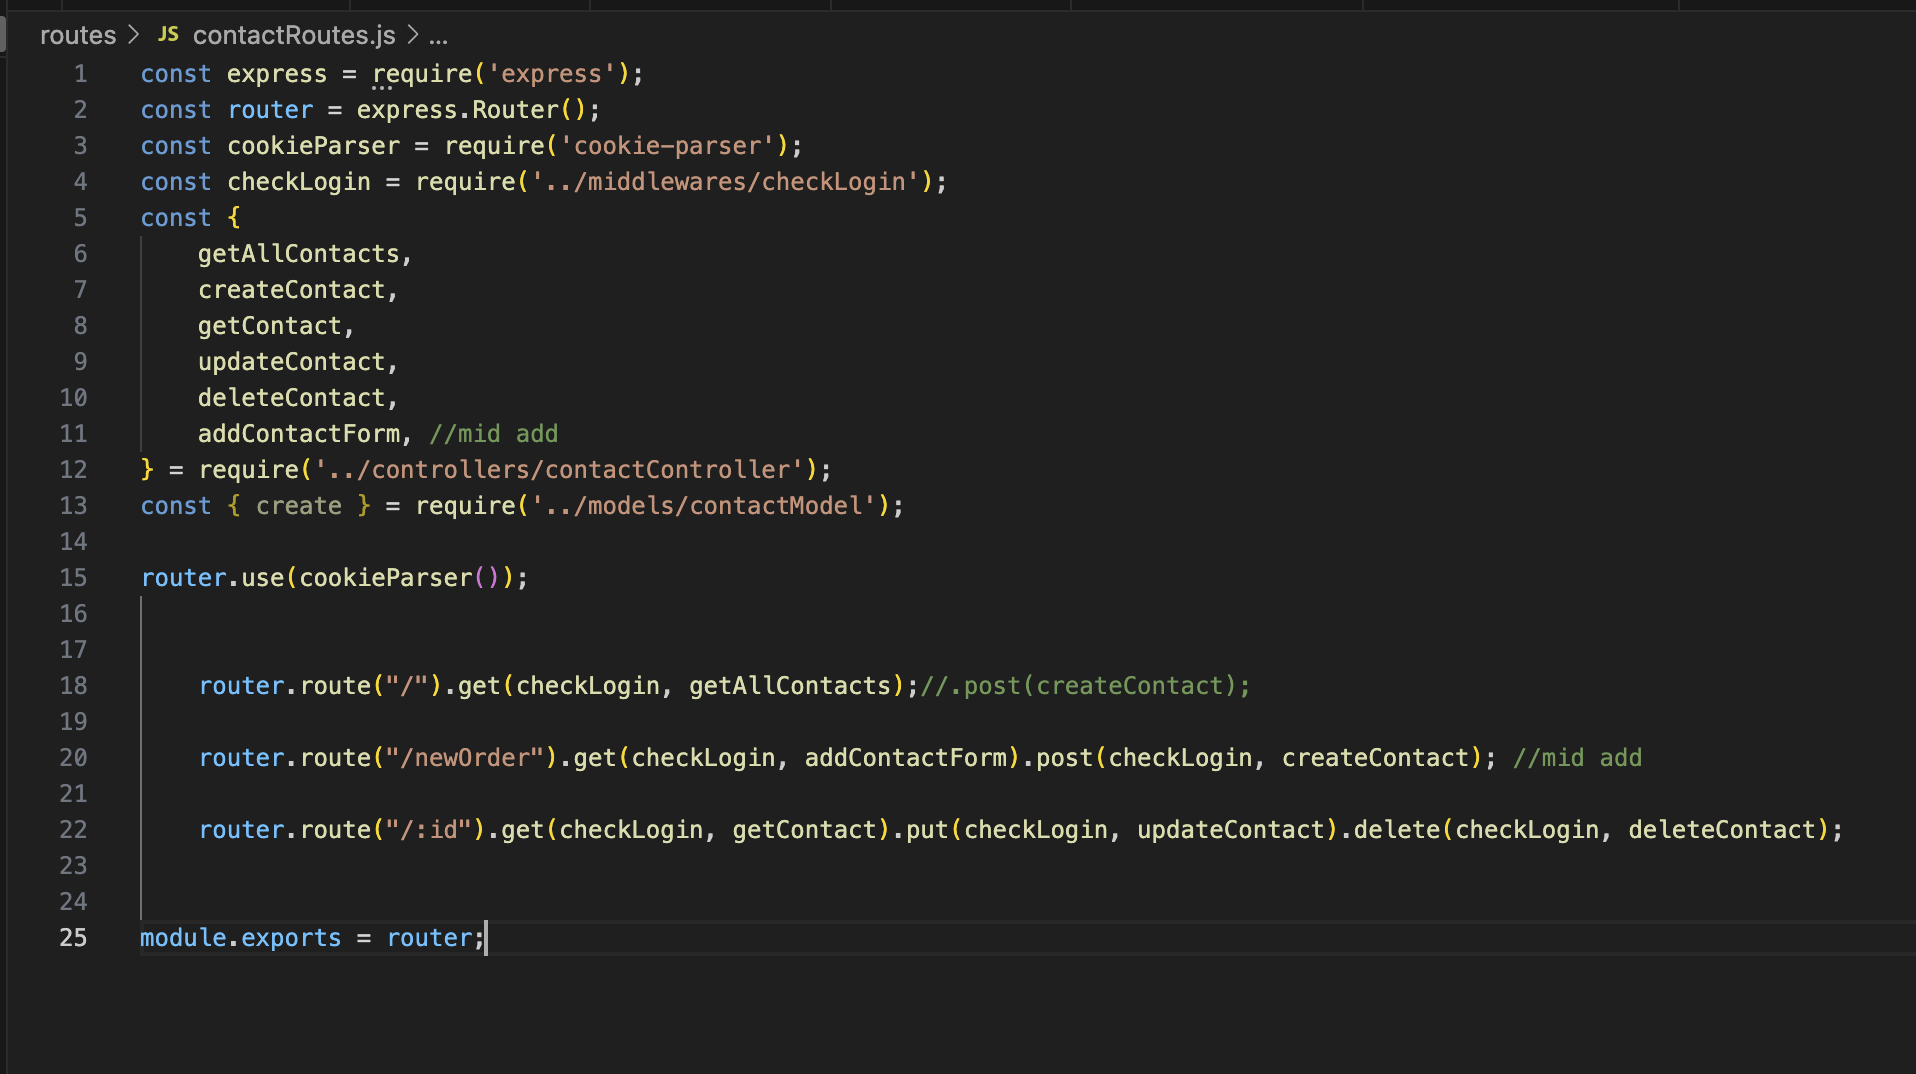 routes > JS contactRoutes.js > ...
1 const express = require('express');
2 const router = express.Router();
3 const cookieParser = require('cookie-parser');
4 const checkLogin = require('../middlewares/checkLogin');
5 const {
6     getAllContacts,
7     createContact,
8     getContact,
9     updateContact,
10     deleteContact,
11     addContactForm, //mid add
12 } = require('../controllers/contactController');
13 const { create } = require('../models/contactModel');
14
15 router.use(cookieParser());
16
17
18     router.route("/").get(checkLogin, getAllContacts);//.post(createContact);
19
20     router.route("/newOrder").get(checkLogin, addContactForm).post(checkLogin, createContact); //mid add
21
22     router.route("/:id").get(checkLogin, getContact).put(checkLogin, updateContact).delete(checkLogin, deleteContact);
23
24
25 module.exports = router;